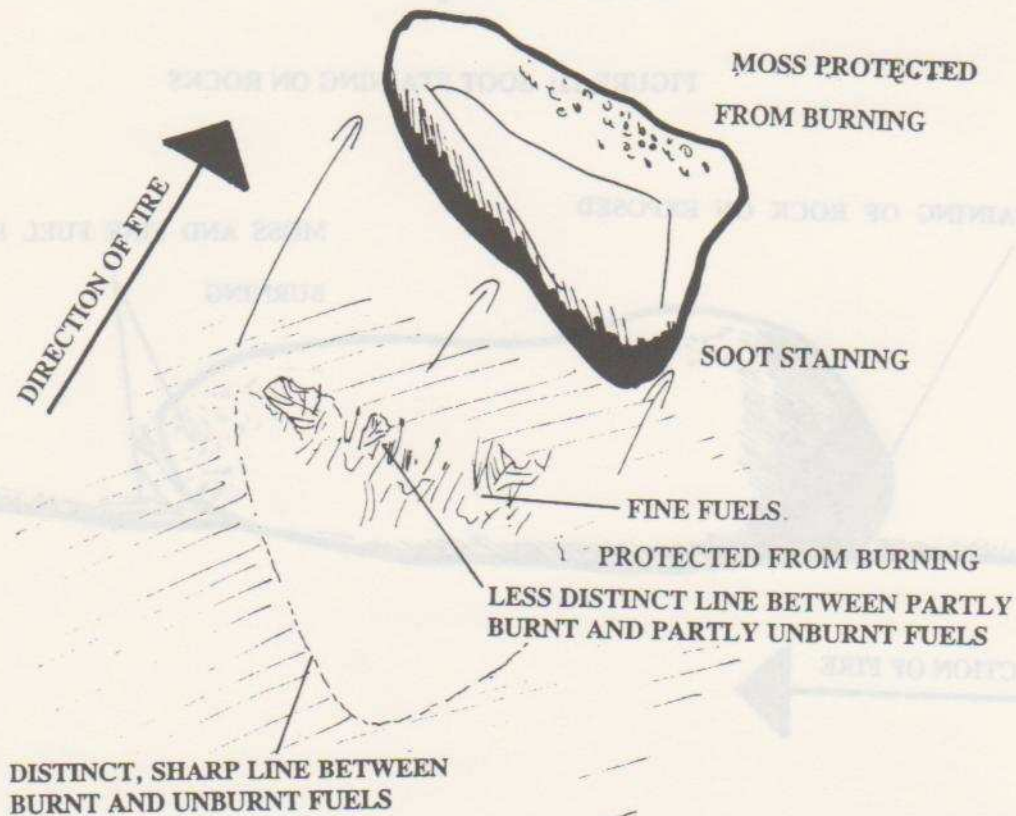 MOSS PROTECTED
FROM BURNING
DIRECTION OF FIRE
SOOT STAINING
FINE FUELS
PROTECTED FROM BURNING
LESS DISTINCT LINE BETWEEN PARTLY
BURNT AND PARTLY UNBURNT FUELS
DISTINCT, SHARP LINE BETWEEN
BURNT AND UNBURNT FUELS